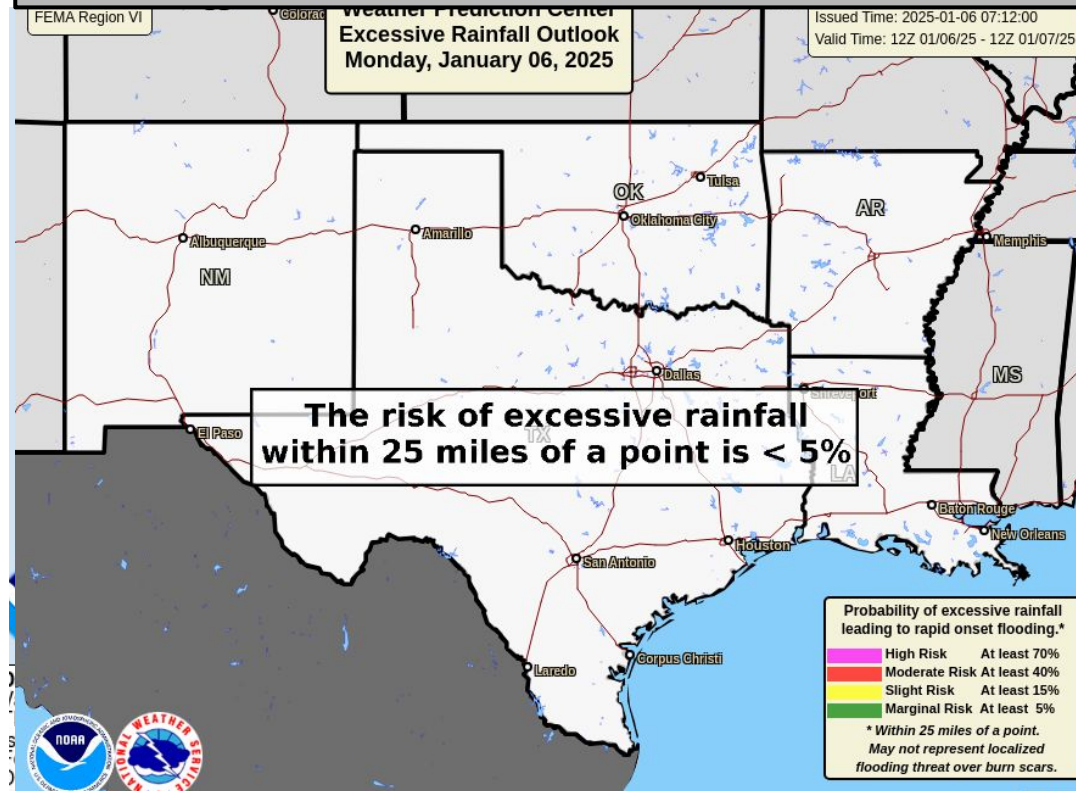 FEMA Region VI
Weather Prediction Center
Excessive Rainfall Outlook
Monday, January 06, 2025
Issued Time: 2025-01-06 07:12:00
Valid Time: 12Z 01/06/25 - 12Z 01/07/25
Colorad
OK
Tulsa
Oklahoma City
AR
Amarillo
Albuquerque
Memphis
NM
Dallas
MS
Shreveport
The risk of excessive rainfall
within 25 miles of a point is < 5%
El Paso
TX
LA
Baton Rouge
New Orleans
Houston
San Antonio
Corpus Christi
Laredo
Probability of excessive rainfall
leading to rapid onset flooding.*
High Risk At least 70%
Moderate Risk At least 40%
Slight Risk At least 15%
Marginal Risk At least 5%
* Within 25 miles of a point.
May not represent localized
flooding threat over burn scars.
NOAA
NATIONAL WEATHER SERVICE